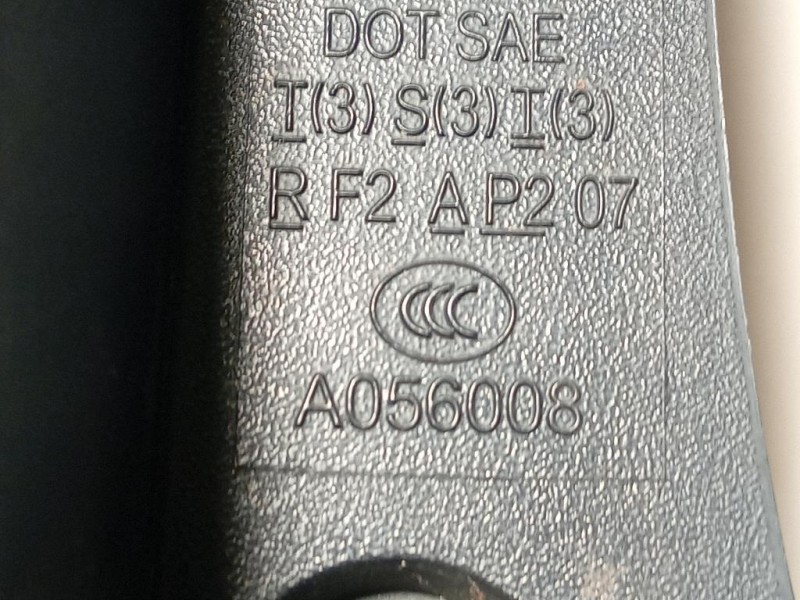 DOT SAE
T(3) S(3) I(3)
R F2 A P2 07
CCC
A056008